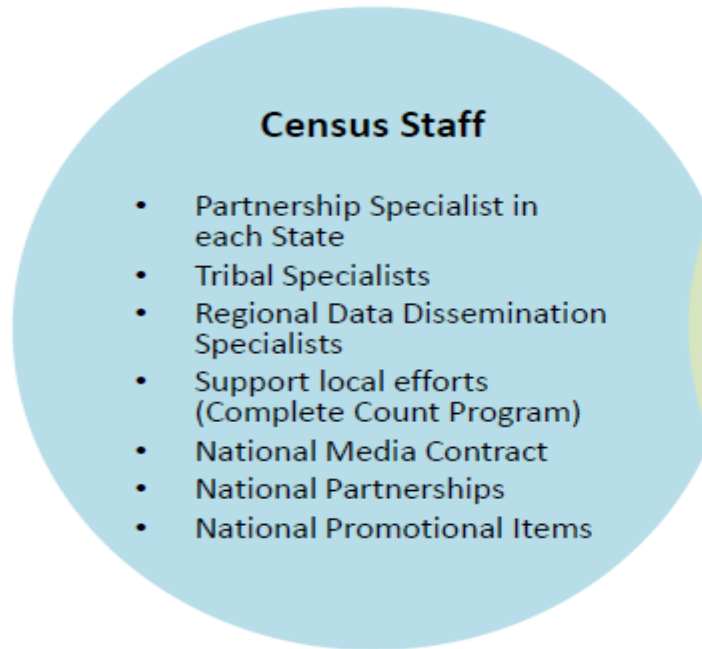 Census Staff
• Partnership Specialist in
each State
• Tribal Specialists
• Regional Data Dissemination
Specialists
• Support local efforts
(Complete Count Program)
• National Media Contract
• National Partnerships
• National Promotional Items